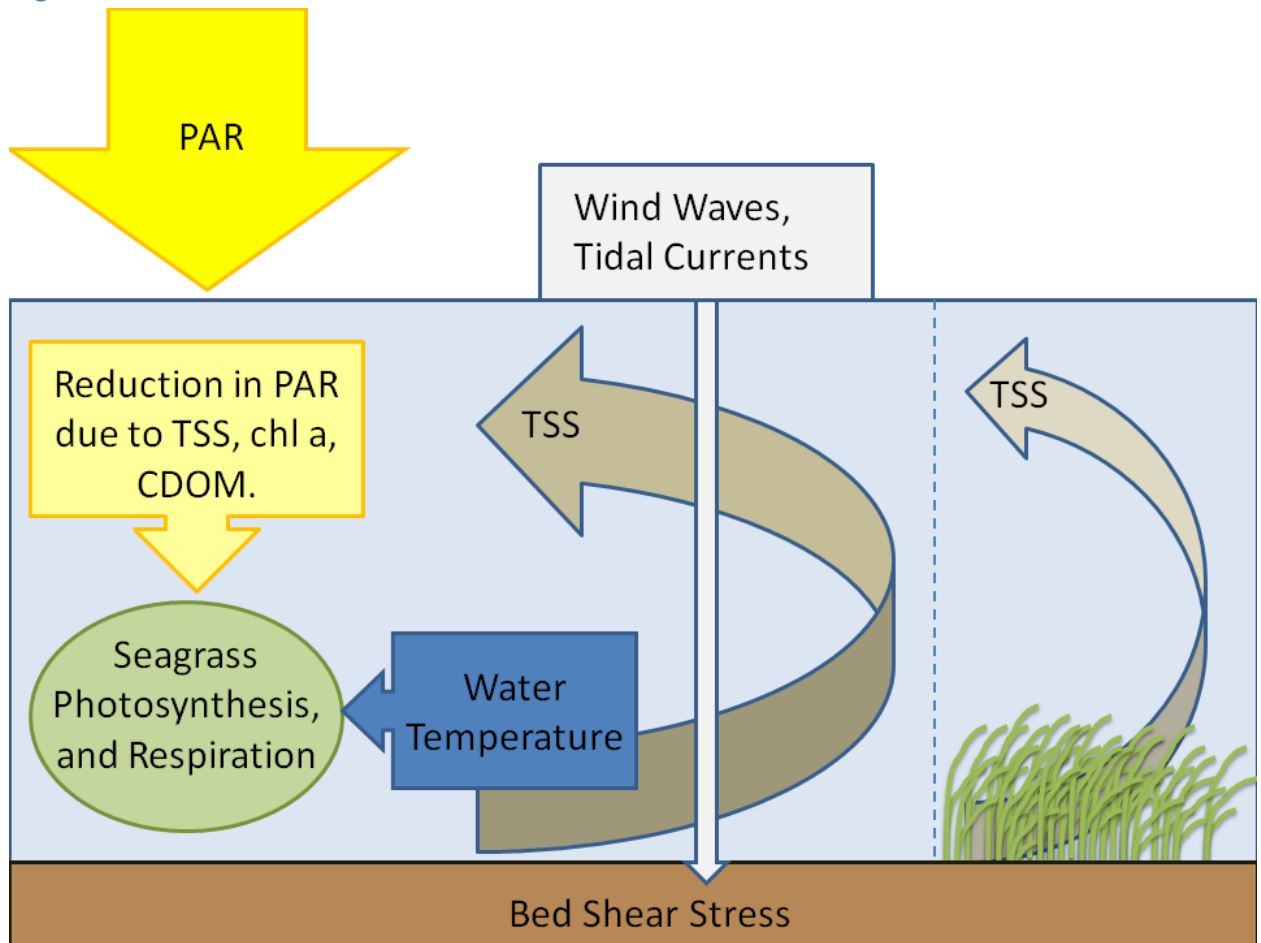 PAR
Wind Waves,
Tidal Currents
Reduction in PAR
due to TSS, chl a,
CDOM.
TSS
TSS
Seagrass
Photosynthesis,
and Respiration
Water
Temperature
Bed Shear Stress